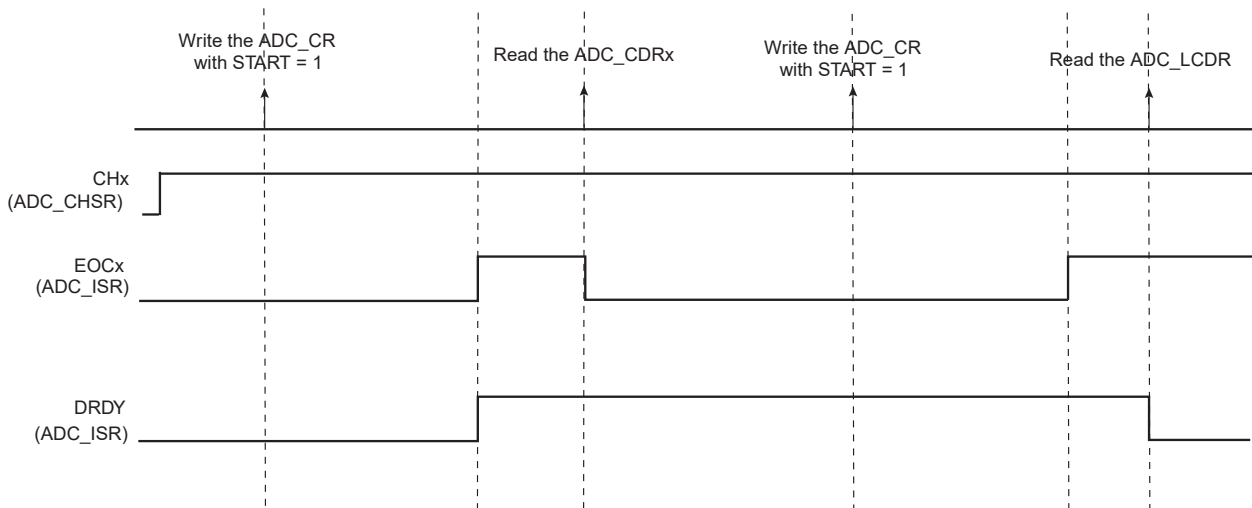 Write the ADC_CR
with START = 1
Read the ADC_CDRx
Write the ADC_CR
with START = 1
Read the ADC_LCDR
CHx
(ADC_CHSR)
EOCx
(ADC_ISR)
DRDY
(ADC_ISR)